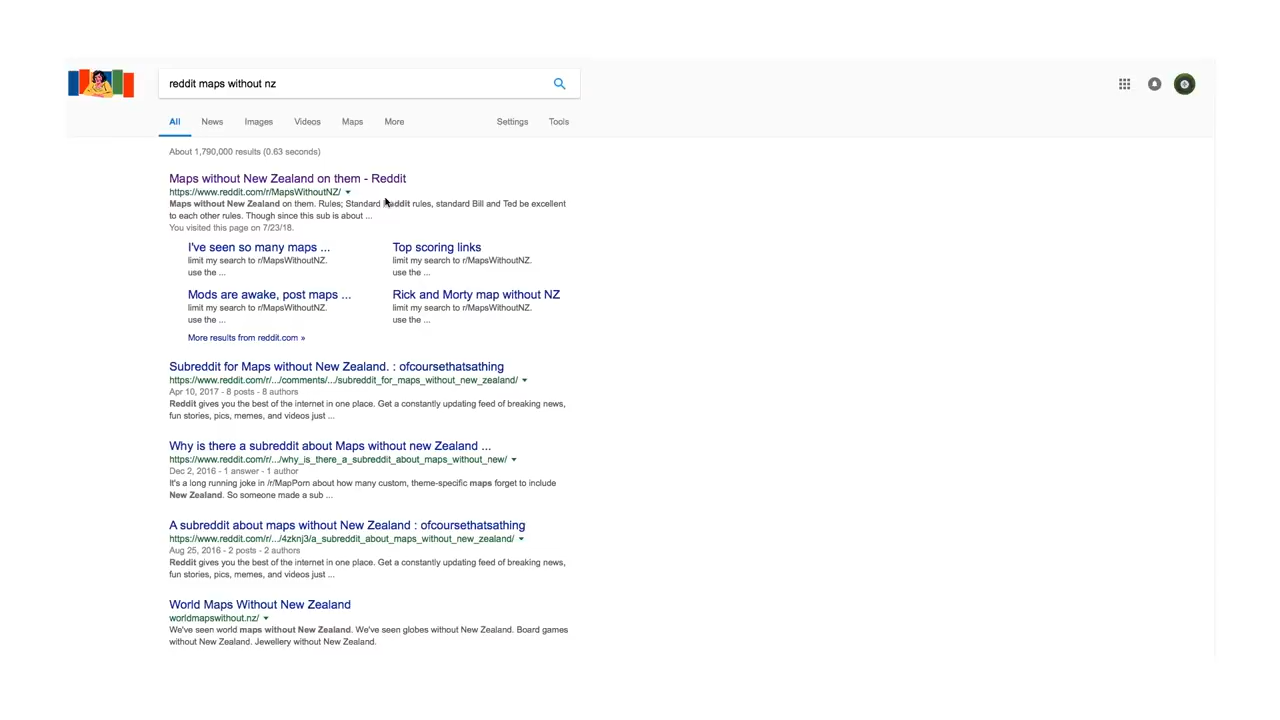 reddit maps without nz
All News Images Videos Maps More Settings Tools
About 1,790,000 results (0.63 seconds)
Maps without New Zealand on them - Reddit
https://www.reddit.com/r/MapsWithoutNZ/
Maps without New Zealand on them. Rules; Standard Reddit rules, standard Bill and Ted be excellent
to each other rules. Though since this sub is about ...
You visited this page on 7/23/18.
I've seen so many maps ...
limit my search to r/MapsWithoutNZ.
use the ...
Top scoring links
limit my search to r/MapsWithoutNZ.
use the ...
Mods are awake, post maps ...
limit my search to r/MapsWithoutNZ.
use the ...
Rick and Morty map without NZ
limit my search to r/MapsWithoutNZ.
use the ...
More results from reddit.com »
Subreddit for Maps without New Zealand. : ofcoursethatsathing
https://www.reddit.com/r/.../comments/.../subreddit_for_maps_without_new_zealand/
Apr 10, 2017 - 8 posts - 8 authors
Reddit gives you the best of the internet in one place. Get a constantly updating feed of breaking news,
fun stories, pics, memes, and videos just ...
Why is there a subreddit about Maps without new Zealand ...
https://www.reddit.com/r/.../why_is_there_a_subreddit_about_maps_without_new/
Dec 2, 2016 - 1 answer - 1 author
It's a long running joke in /r/MapPorn about how many custom, theme-specific maps forget to include
New Zealand. So someone made a sub ...
A subreddit about maps without New Zealand : ofcoursethatsathing
https://www.reddit.com/r/.../4zknj3/a_subreddit_about_maps_without_new_zealand/
Aug 25, 2016 - 2 posts - 2 authors
Reddit gives you the best of the internet in one place. Get a constantly updating feed of breaking news,
fun stories, pics, memes, and videos just ...
World Maps Without New Zealand
worldmapswithout.nz/
We've seen world maps without New Zealand. We've seen globes without New Zealand. Board games
without New Zealand. Jewellery without New Zealand.